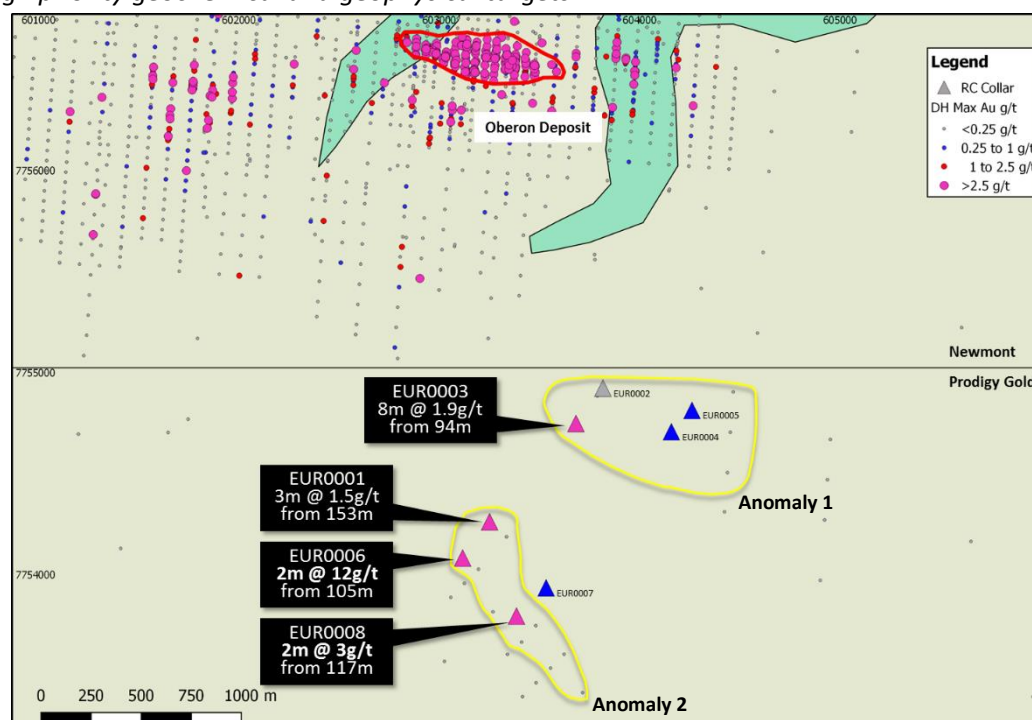 601000
602000
603000
604000
605000
Legend
RC Collar
DH Max Au g/t
<0.25 g/t
0.25 to 1 g/t
1 to 2.5 g/t
>2.5 g/t
Oberon Deposit
7756000
Newmont
7755000
Prodigy Gold
EUR0003
8m @ 1.9g/t
from 94m
EUR0002
EUR0005
EUR0004
Anomaly 1
EUR0001
3m @ 1.5g/t
from 153m
EUR0006
2m @ 12g/t
from 105m
7754000
EUR0007
EUR0008
2m @ 3g/t
from 117m
Anomaly 2
0 250 500 750 1000 m